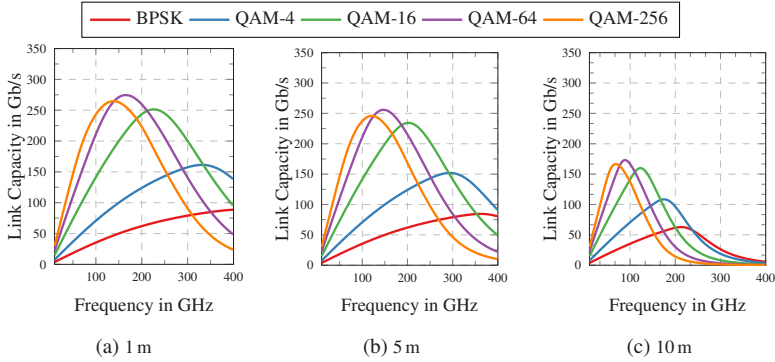 BPSK QAM-4 QAM-16 QAM-64 QAM-256
350
300
250
200
150
100
50
0
100 200 300 400
Link Capacity in Gb/s
Frequency in GHz
(a) 1 m
350
300
250
200
150
100
50
0
100 200 300 400
Link Capacity in Gb/s
Frequency in GHz
(b) 5 m
350
300
250
200
150
100
50
0
100 200 300 400
Link Capacity in Gb/s
Frequency in GHz
(c) 10 m